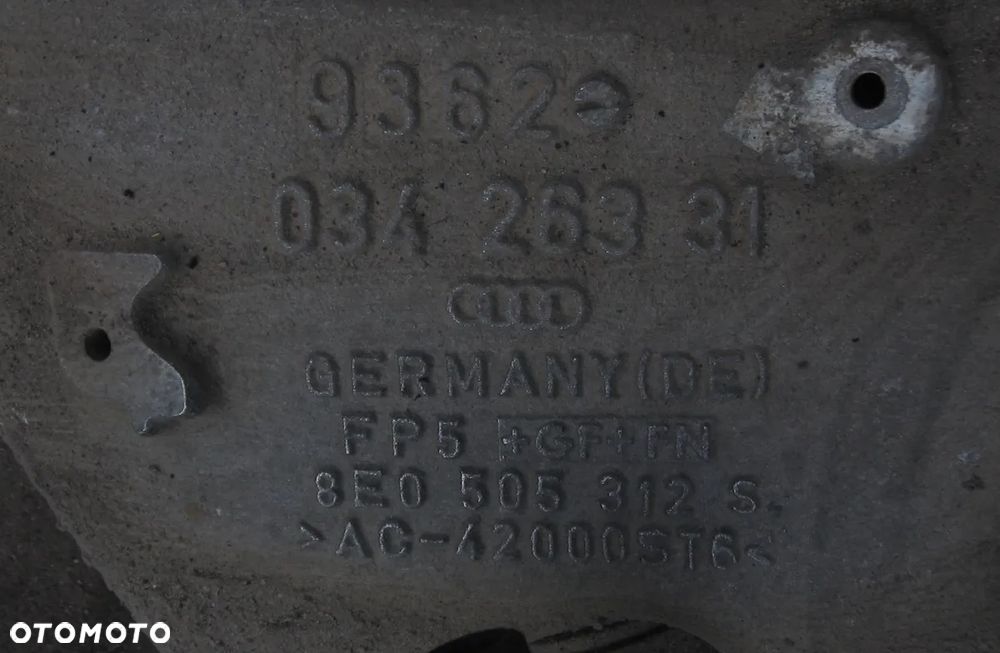 9362
034 263 31
GERMANY (DE)
FP5 +GF+ FN
8E0 505 312 S.
>AC-42000ST6<
OTOMOTO